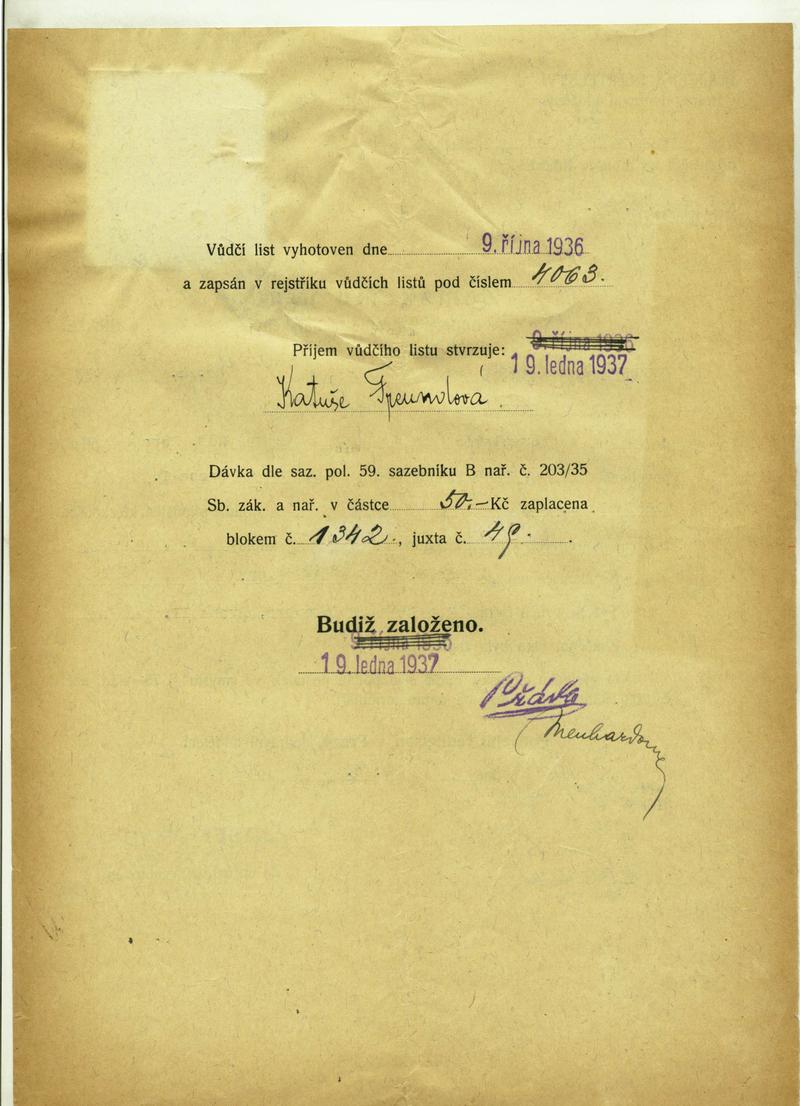 Vůdčí list vyhotoven dne 9. října 1936
a zapsán v rejstříku vůdčích listů pod číslem 4063.
9. října 1936
Příjem vůdčího listu stvrzuje: 19. ledna 1937
Katuše Freundová.
Dávka dle saz. pol. 59. sazebníku B nař. č. 203/35
Sb. zák. a nař. v částce 50.- Kč zaplacena
blokem č. 1342., juxta č. 49.
Budiž založeno.
9. října 1936
19. ledna 1937